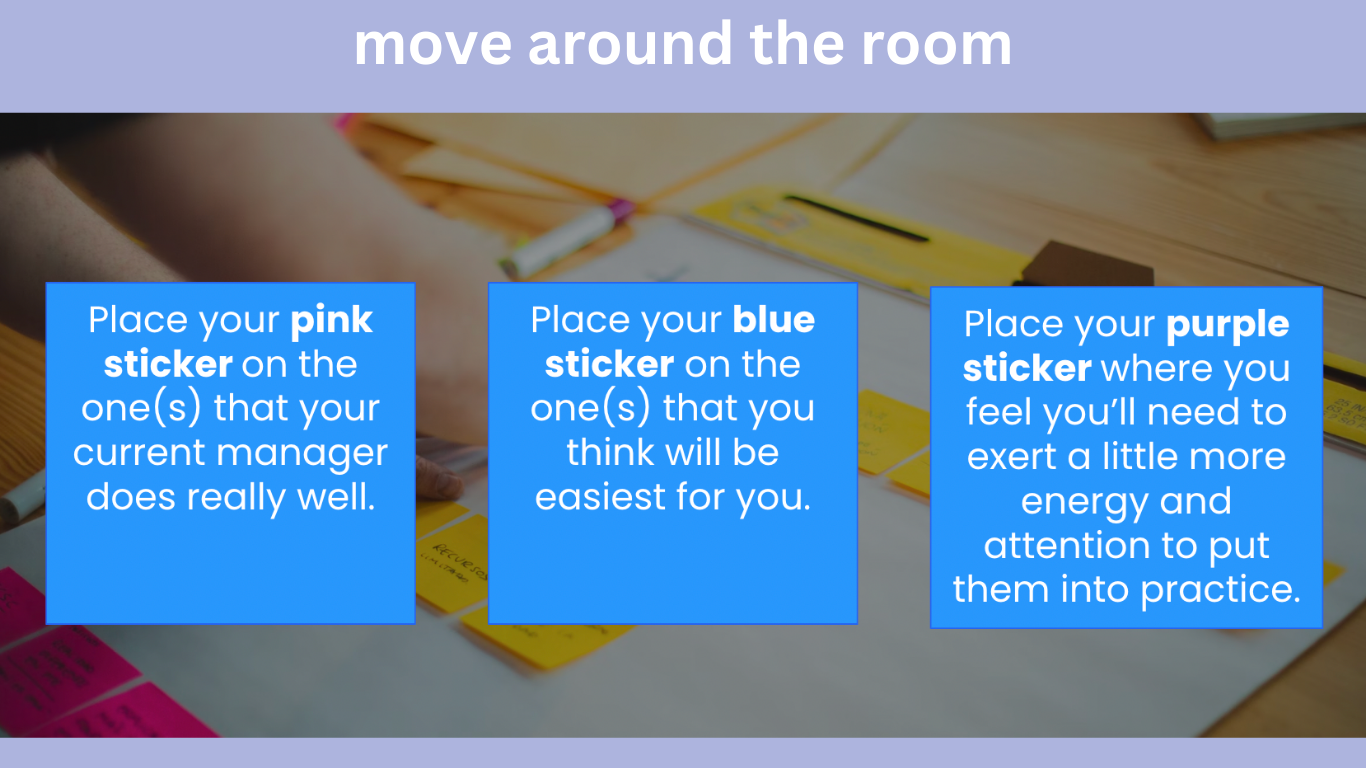 move around the room
Place your pink
sticker on the
one(s) that your
current manager
does really well.
Place your blue
sticker on the
one(s) that you
think will be
easiest for you.
Place your purple
sticker where you
feel you’ll need to
exert a little more
energy and
attention to put
them into practice.
RECURSOS
LIMITADO